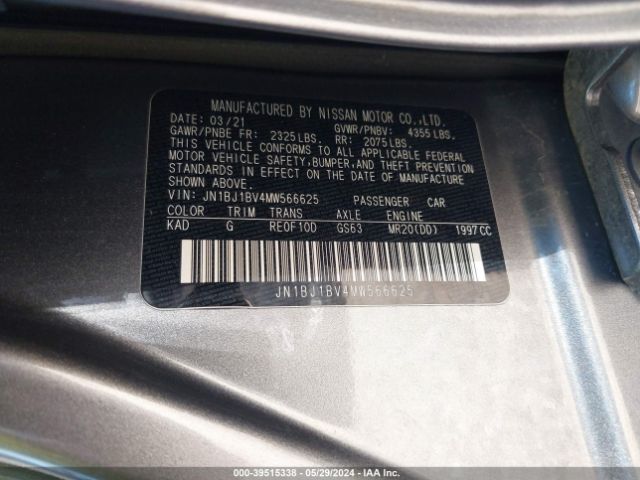 MANUFACTURED BY NISSAN MOTOR CO.,LTD.
DATE: 03/21 GVWR/PNBV: 4355 LBS,
GAWR/PNBE FR: 2325 LBS, RR: 2075 LBS,
THIS VEHICLE CONFORMS TO ALL APPLICABLE FEDERAL
MOTOR VEHICLE SAFETY, BUMPER, AND THEFT PREVENTION
STANDARDS IN EFFECT ON THE DATE OF MANUFACTURE
SHOWN ABOVE.
VIN: JN1BJ1BV4MW566625 PASSENGER CAR
COLOR TRIM TRANS AXLE ENGINE
KAD G RE0F10D GS63 MR20(DD) 1997CC
JN1BJ1BV4MW566625
000-39515338 - 05/29/2024 - IAA Inc.